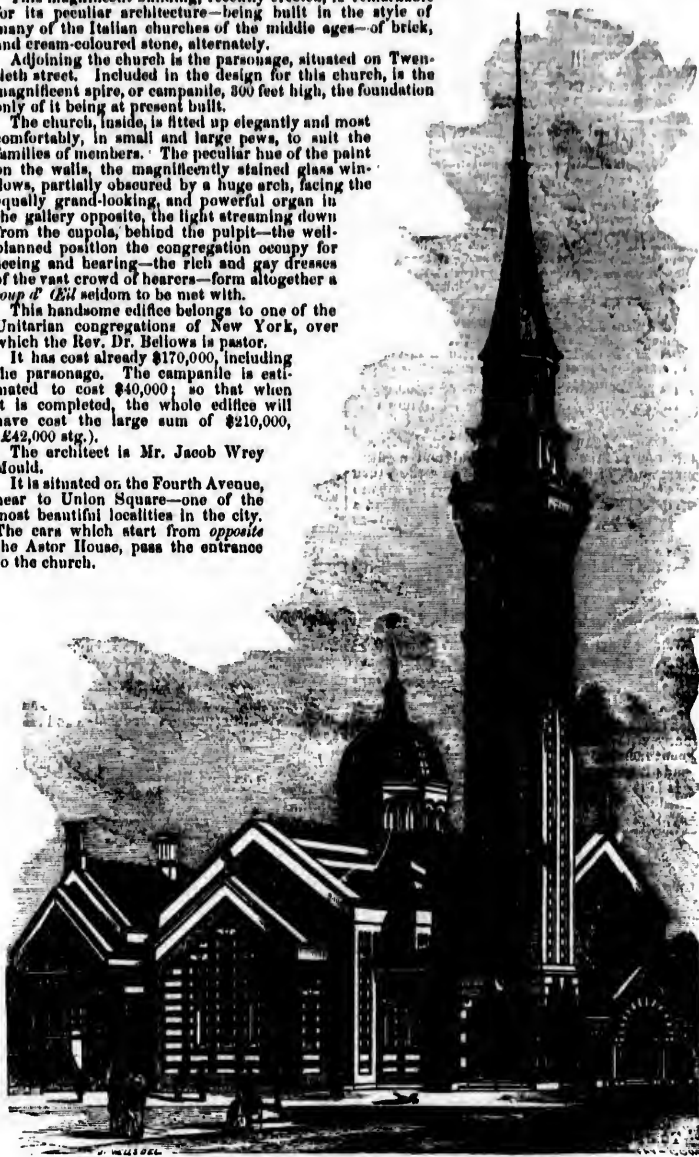 This magnificent building, recently erected, is remarkable
for its peculiar architecture—being built in the style of
many of the Italian churches of the middle ages—of brick,
and cream-coloured stone, alternately.
Adjoining the church is the parsonage, situated on Twen-
tieth street. Included in the design for this church, is the
magnificent spire, or campanile, 300 feet high, the foundation
only of it being at present built.
The church, inside, is fitted up elegantly and most
comfortably, in small and large pews, to suit the
families of members. The peculiar hue of the paint
on the walls, the magnificently stained glass win-
dows, partially obscured by a huge arch, facing the
equally grand-looking, and powerful organ in
the gallery opposite, the light streaming down
from the cupola, behind the pulpit—the well-
planned position the congregation occupy for
seeing and hearing—the rich and gay dresses
of the vast crowd of hearers—form altogether a
coup d' Œil seldom to be met with.
This handsome edifice belongs to one of the
Unitarian congregations of New York, over
which the Rev. Dr. Bellows is pastor.
It has cost already $170,000, including
the parsonage. The campanile is esti-
mated to cost $40,000; so that when
it is completed, the whole edifice will
have cost the large sum of $210,000,
(£42,000 stg.).
The architect is Mr. Jacob Wrey
Mould.
It is situated on the Fourth Avenue,
near to Union Square—one of the
most beautiful localities in the city.
The cars which start from opposite
the Astor House, pass the entrance
to the church.